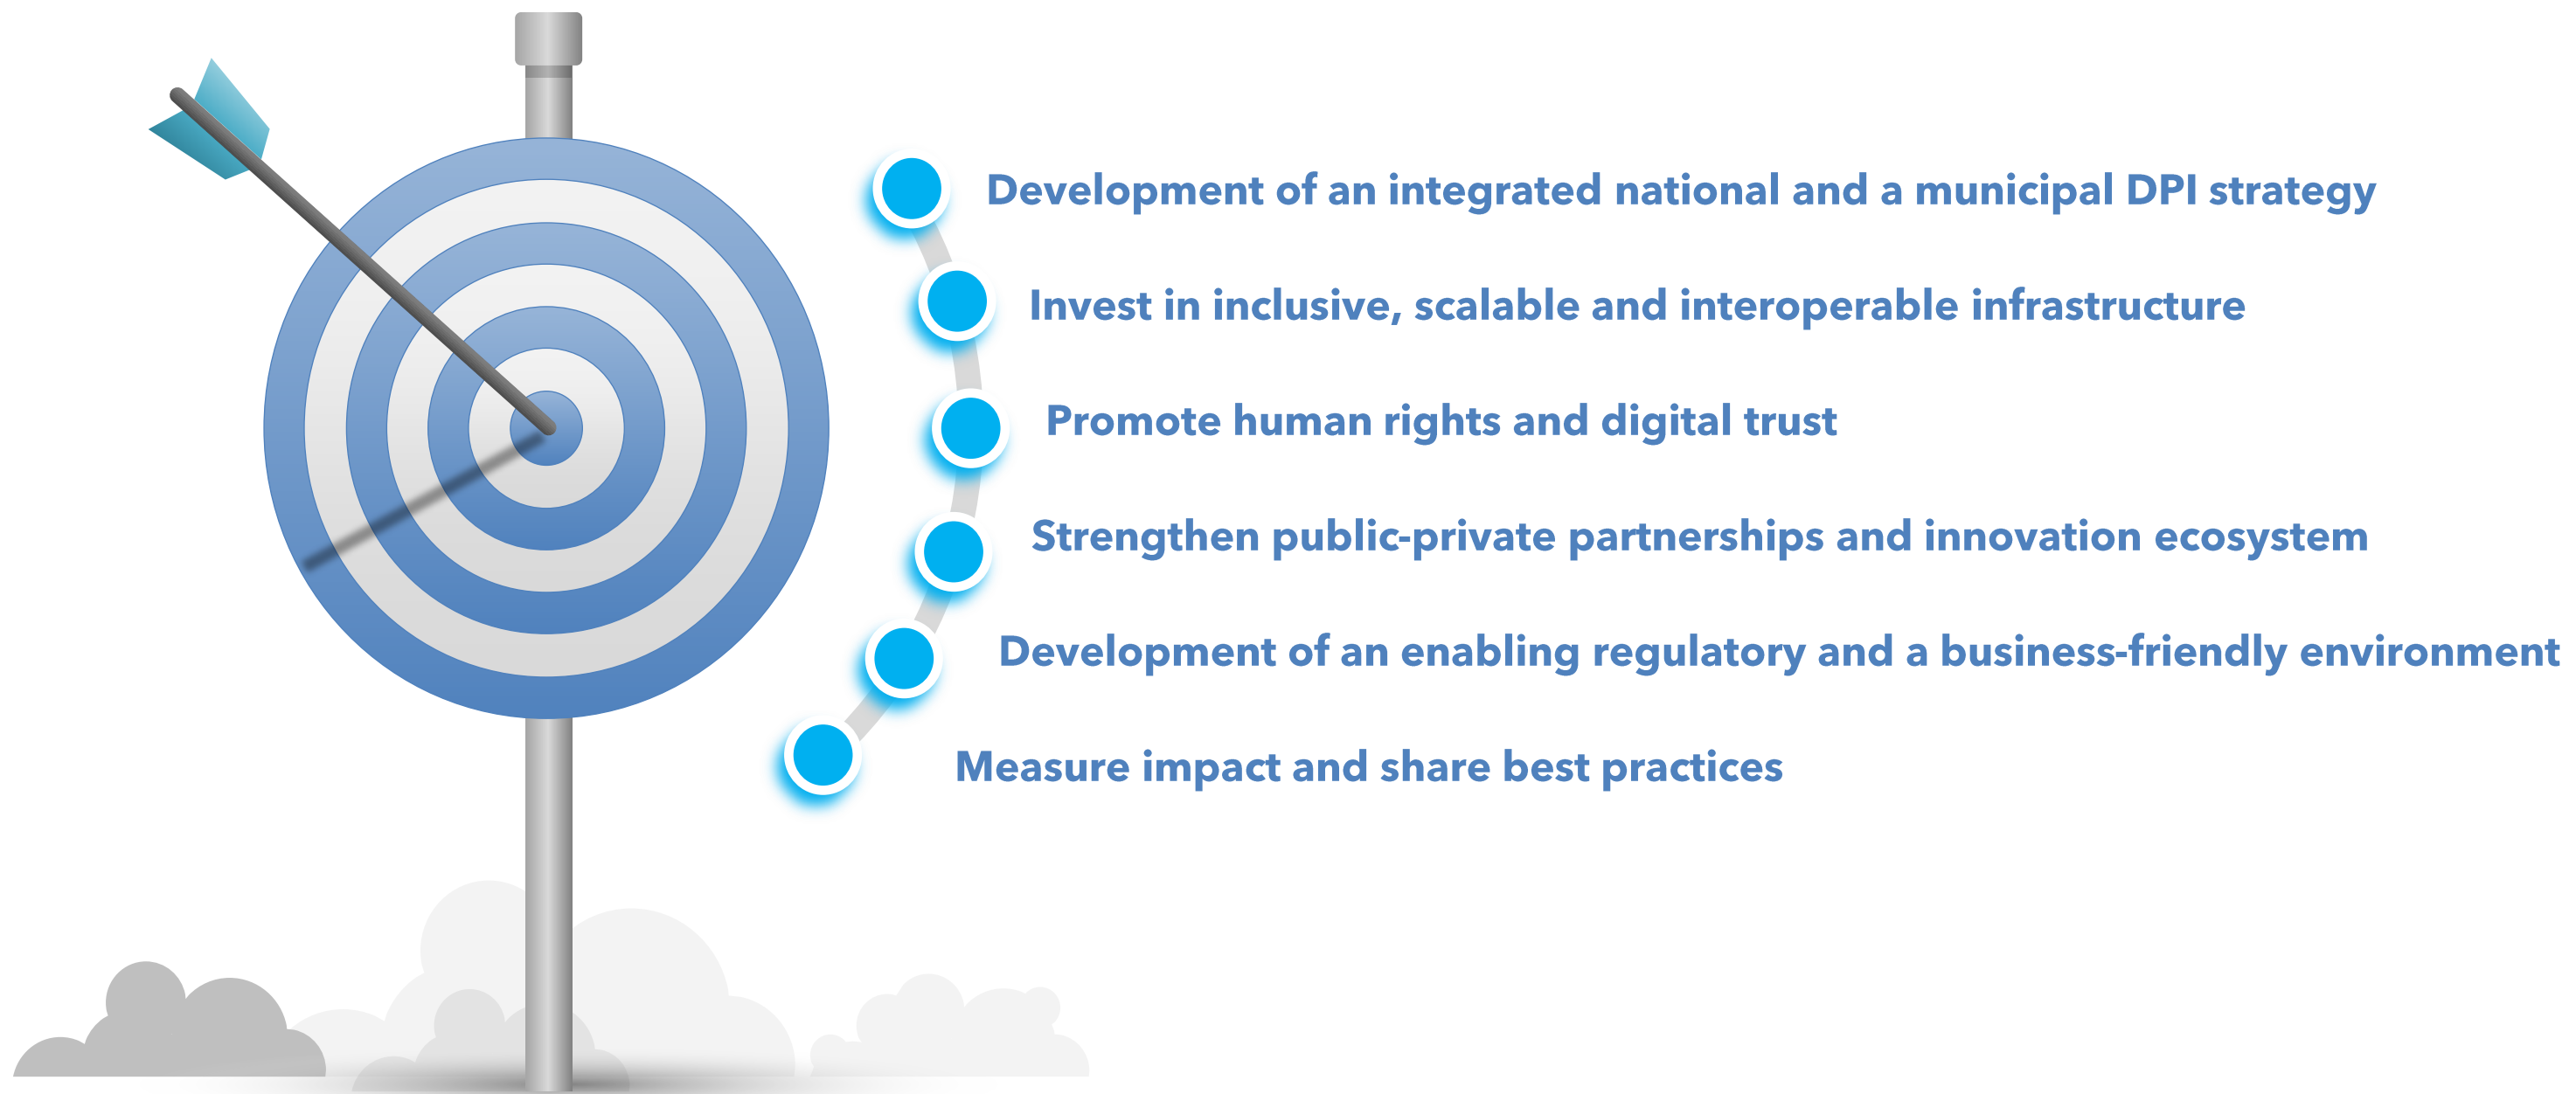 Development of an integrated national and a municipal DPI strategy
Invest in inclusive, scalable and interoperable infrastructure
Promote human rights and digital trust
Strengthen public-private partnerships and innovation ecosystem
Development of an enabling regulatory and a business-friendly environment
Measure impact and share best practices